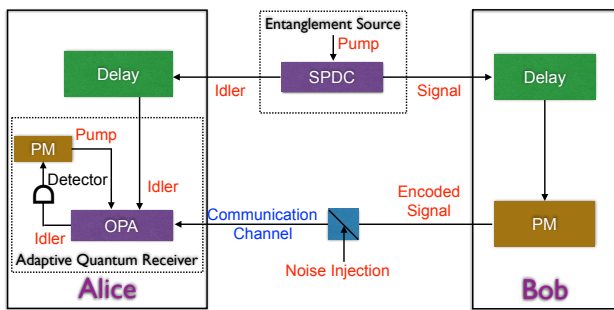 Entanglement Source
Pump
SPDC
Delay
Idler
Signal
Delay
PM
Pump
Detector
Idler
Idler
OPA
Adaptive Quantum Receiver
Communication
Channel
Encoded
Signal
PM
Noise Injection
Alice
Bob